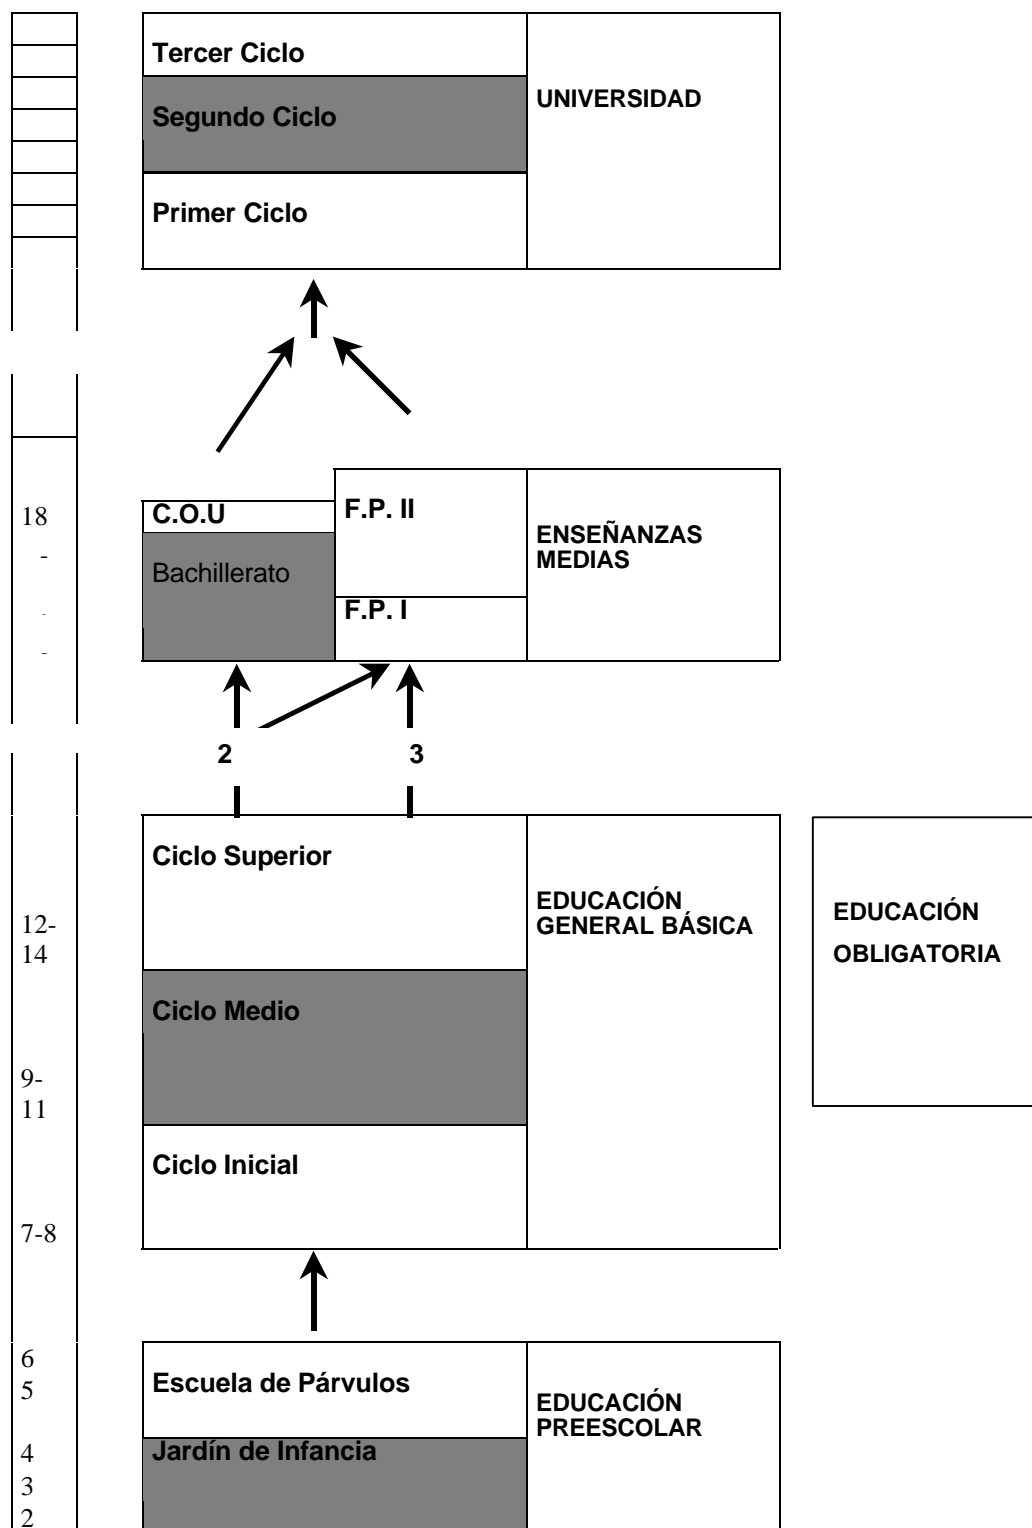 Tercer Ciclo
UNIVERSIDAD
Segundo Ciclo
Primer Ciclo
18
-
-
-
C.O.U
F.P. II
ENSEÑANZAS
MEDIAS
Bachillerato
F.P. I
2
3
Ciclo Superior
EDUCACIÓN
GENERAL BÁSICA
EDUCACIÓN
OBLIGATORIA
12-
14
Ciclo Medio
9-
11
Ciclo Inicial
7-8
6
5
Escuela de Párvulos
EDUCACIÓN
PREESCOLAR
4
3
2
Jardín de Infancia